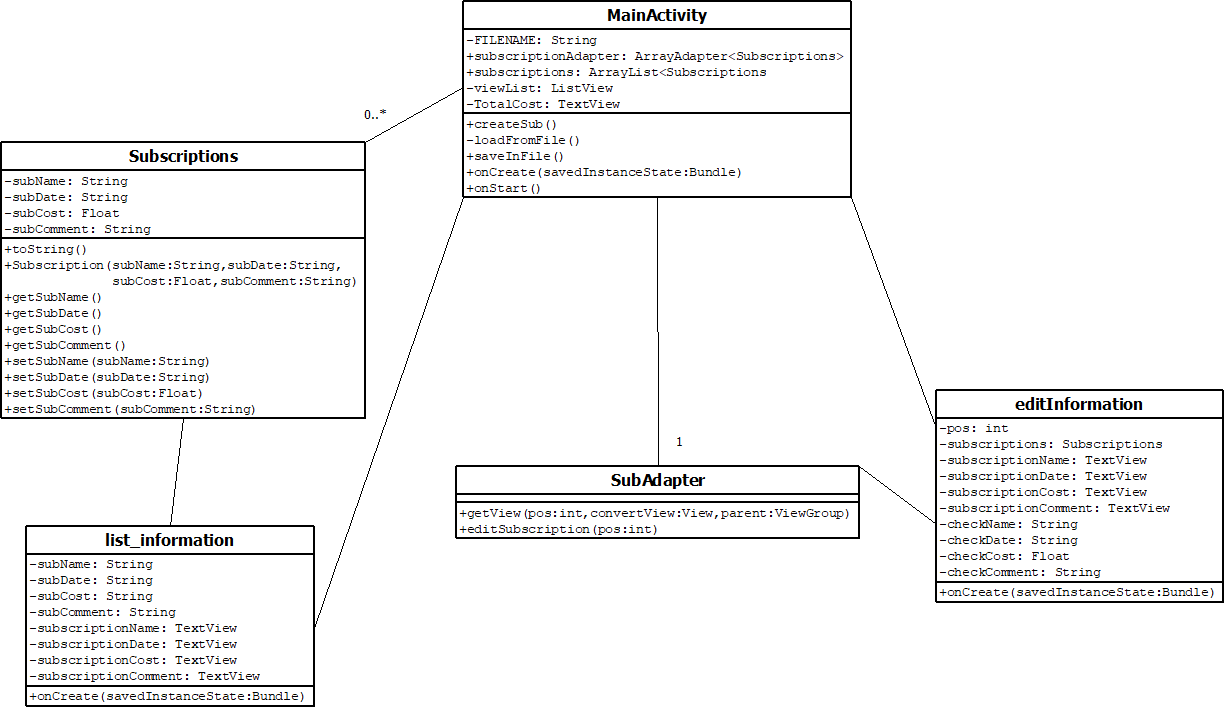 MainActivity
-FILENAME: String
+subscriptionAdapter: ArrayAdapter<Subscriptions>
+subscriptions: ArrayList<Subscriptions
-viewList: ListView
-TotalCost: TextView
+createSub()
-loadFromFile()
+saveInFile()
+onCreate(savedInstanceState:Bundle)
+onStart()
0..*
Subscriptions
-subName: String
-subDate: String
-subCost: Float
-subComment: String
+toString()
+Subscription(subName:String,subDate:String,
subCost:Float,subComment:String)
+getSubName()
+getSubDate()
+getSubCost()
+getSubComment()
+setSubName(subName:String)
+setSubDate(subDate:String)
+setSubCost(subCost:Float)
+setSubComment(subComment:String)
1
SubAdapter
+getView(pos:int,convertView:View,parent:ViewGroup)
+editSubscription(pos:int)
editInformation
-pos: int
-subscriptions: Subscriptions
-subscriptionName: TextView
-subscriptionDate: TextView
-subscriptionCost: TextView
-subscriptionComment: TextView
-checkName: String
-checkDate: String
-checkCost: Float
-checkComment: String
+onCreate(savedInstanceState:Bundle)
list_information
-subName: String
-subDate: String
-subCost: String
-subComment: String
-subscriptionName: TextView
-subscriptionDate: TextView
-subscriptionCost: TextView
-subscriptionComment: TextView
+onCreate(savedInstanceState:Bundle)